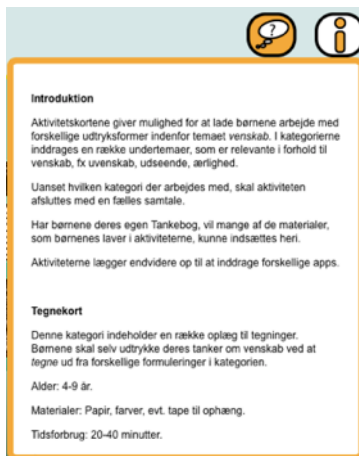 ?
i
Introduktion
Aktivitetskortene giver mulighed for at lade børnene arbejde med
forskellige udtryksformer indenfor temaet venskab. I kategorierne
inddrages en række undertemaer, som er relevante i forhold til
venskab, fx uvenskab, udseende, ærlighed.
Uanset hvilken kategori der arbejdes med, skal aktiviteten
afsluttes med en fælles samtale.
Har børnene deres egen Tankebog, vil mange af de materialer,
som børnenes laver i aktiviteterne, kunne indsættes heri.
Aktiviteterne lægger endvidere op til at inddrage forskellige apps.
Tegnekort
Denne kategori indeholder en række oplæg til tegninger.
Børnene skal selv udtrykke deres tanker om venskab ved at
tegne ud fra forskellige formuleringer i kategorien.
Alder: 4-9 år.
Materialer: Papir, farver, evt. tape til ophæng.
Tidsforbrug: 20-40 minutter.